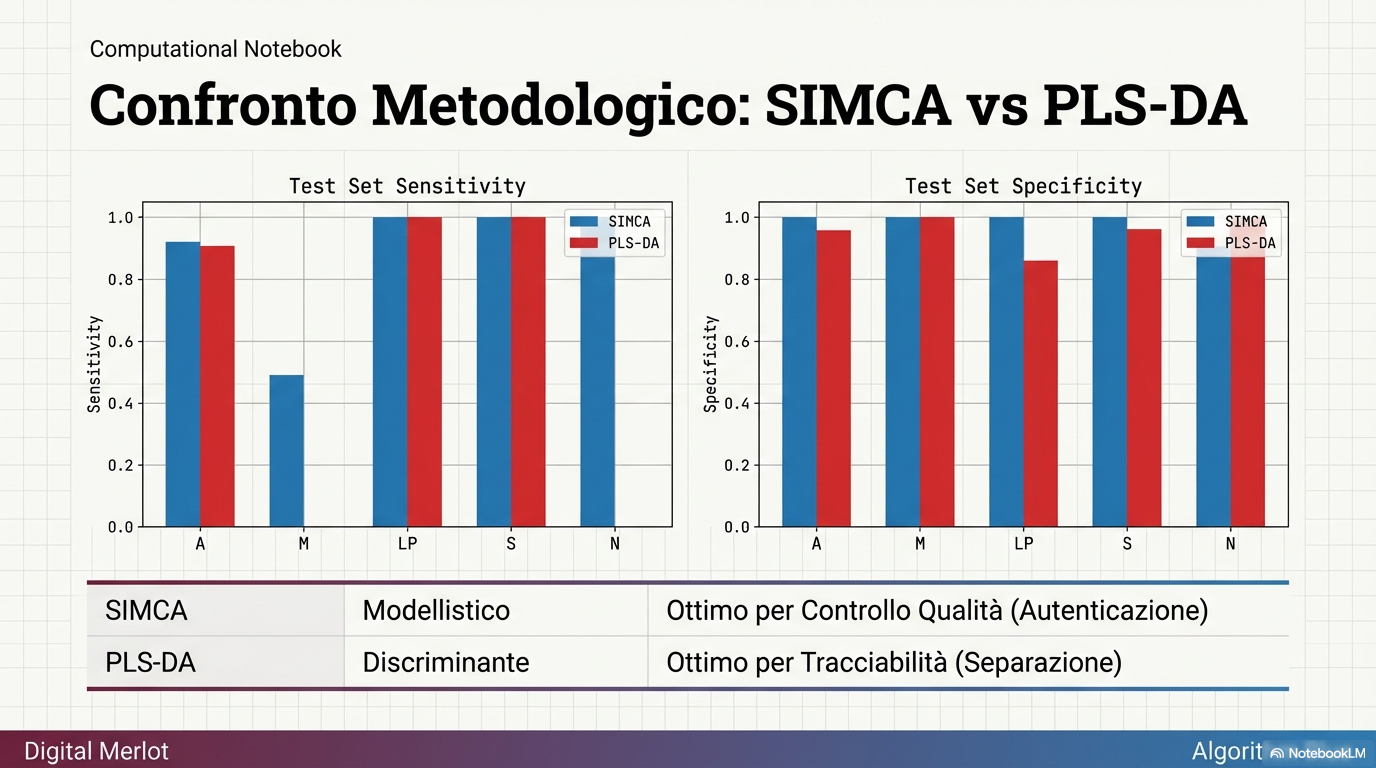 Computational Notebook
Confronto Metodologico: SIMCA vs PLS-DA
Test Set Sensitivity
1.0
0.8
0.6
0.4
0.2
0.0
Sensitivity
SIMCA
PLS-DA
A M LP S N
Test Set Specificity
1.0
0.8
0.6
0.4
0.2
0.0
Specificity
SIMCA
PLS-DA
A M LP S N
SIMCA Modellistico Ottimo per Controllo Qualità (Autenticazione)
PLS-DA Discriminante Ottimo per Tracciabilità (Separazione)
Digital Merlot
NotebookLM